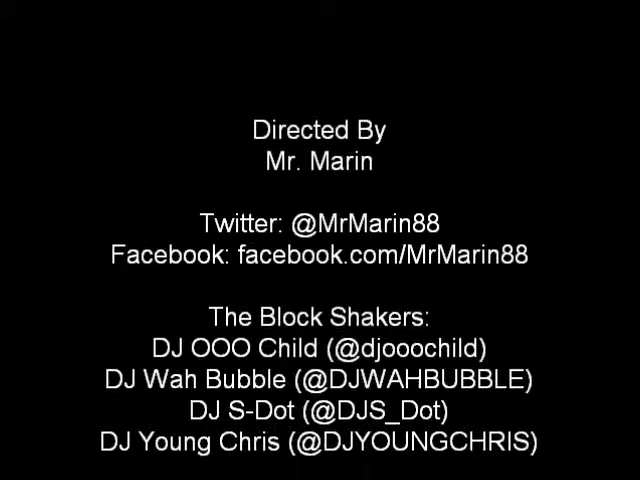 Directed By
Mr. Marin
Twitter: @MrMarin88
Facebook: facebook.com/MrMarin88
The Block Shakers:
DJ OOO Child (@djooochild)
DJ Wah Bubble (@DJWAHBUBBLE)
DJ S-Dot (@DJS_Dot)
DJ Young Chris (@DJYOUNGCHRIS)